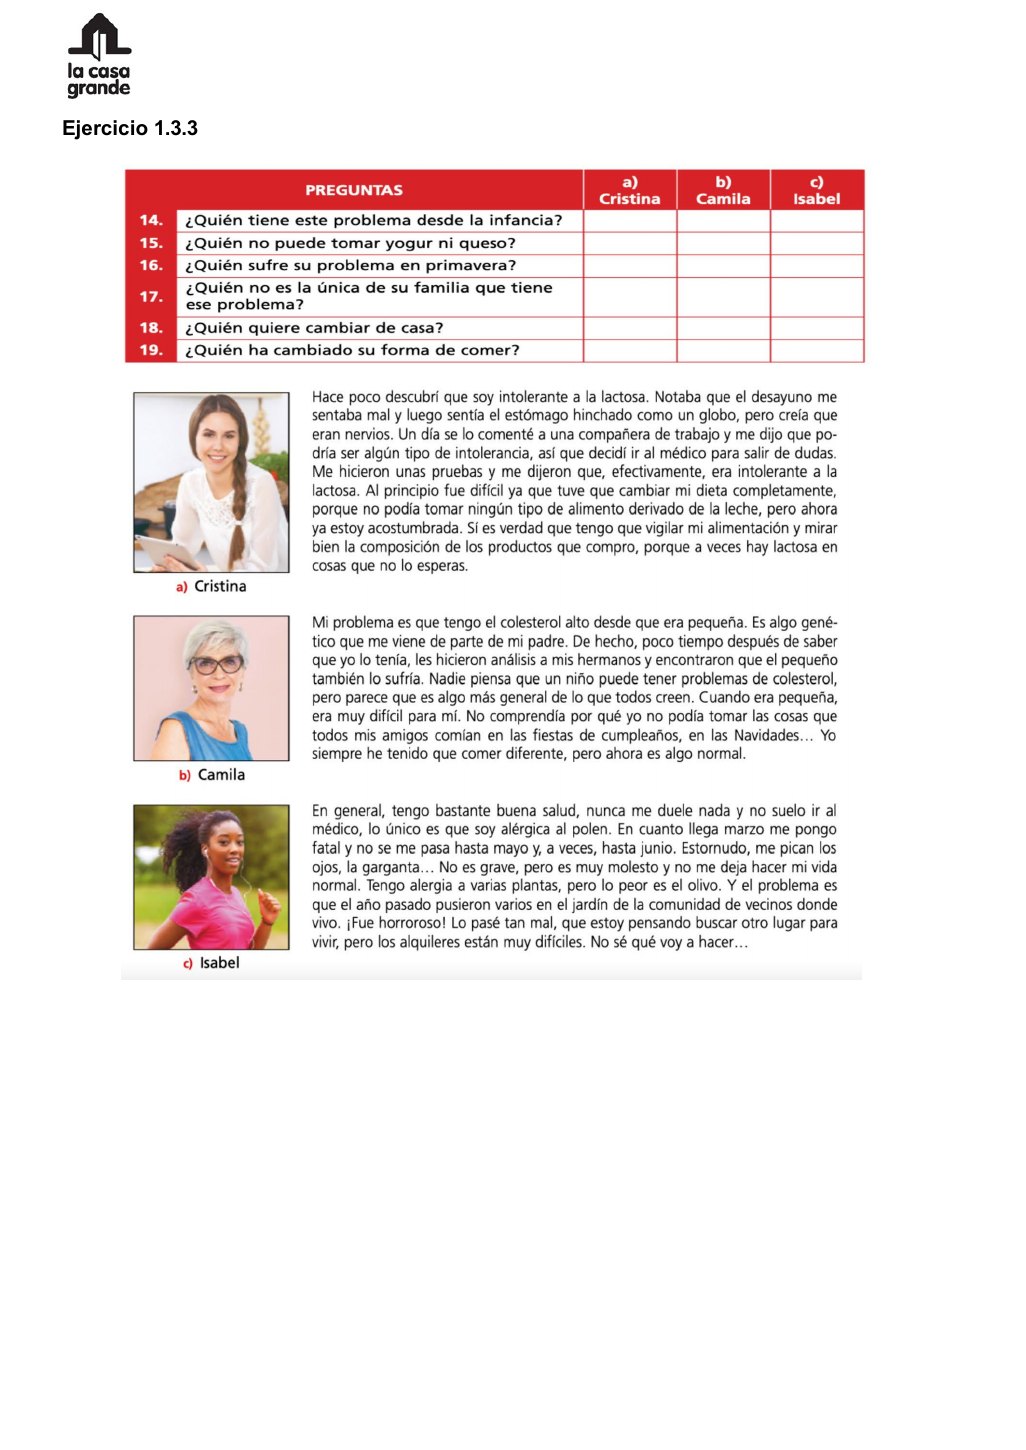 la casa
grande
Ejercicio 1.3.3
PREGUNTAS
a)
Cristina
b)
Camila
c)
Isabel
14. ¿Quién tiene este problema desde la infancia?
15. ¿Quién no puede tomar yogur ni queso?
16. ¿Quién sufre su problema en primavera?
17. ¿Quién no es la única de su familia que tiene
ese problema?
18. ¿Quién quiere cambiar de casa?
19. ¿Quién ha cambiado su forma de comer?
Hace poco descubrí que soy intolerante a la lactosa. Notaba que el desayuno me
sentaba mal y luego sentía el estómago hinchado como un globo, pero creía que
eran nervios. Un día se lo comenté a una compañera de trabajo y me dijo que po-
dría ser algún tipo de intolerancia, así que decidí ir al médico para salir de dudas.
Me hicieron unas pruebas y me dijeron que, efectivamente, era intolerante a la
lactosa. Al principio fue difícil ya que tuve que cambiar mi dieta completamente,
porque no podía tomar ningún tipo de alimento derivado de la leche, pero ahora
ya estoy acostumbrada. Sí es verdad que tengo que vigilar mi alimentación y mirar
bien la composición de los productos que compro, porque a veces hay lactosa en
cosas que no lo esperas.
a) Cristina
Mi problema es que tengo el colesterol alto desde que era pequeña. Es algo gené-
tico que me viene de parte de mi padre. De hecho, poco tiempo después de saber
que yo lo tenía, les hicieron análisis a mis hermanos y encontraron que el pequeño
también lo sufría. Nadie piensa que un niño puede tener problemas de colesterol,
pero parece que es algo más general de lo que todos creen. Cuando era pequeña,
era muy difícil para mí. No comprendía por qué yo no podía tomar las cosas que
todos mis amigos comían en las fiestas de cumpleaños, en las Navidades... Yo
siempre he tenido que comer diferente, pero ahora es algo normal.
b) Camila
En general, tengo bastante buena salud, nunca me duele nada y no suelo ir al
médico, lo único es que soy alérgica al polen. En cuanto llega marzo me pongo
fatal y no se me pasa hasta mayo y, a veces, hasta junio. Estornudo, me pican los
ojos, la garganta... No es grave, pero es muy molesto y no me deja hacer mi vida
normal. Tengo alergia a varias plantas, pero lo peor es el olivo. Y el problema es
que el año pasado pusieron varios en el jardín de la comunidad de vecinos donde
vivo. ¡Fue horroroso! Lo pasé tan mal, que estoy pensando buscar otro lugar para
vivir, pero los alquileres están muy difíciles. No sé qué voy a hacer...
c) Isabel